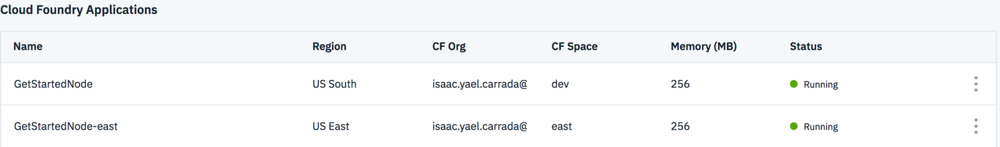 Cloud Foundry Applications
Name Region CF Org CF Space Memory (MB) Status
GetStartedNode US South isaac.yael.carrada@ dev 256 Running
GetStartedNode-east US East isaac.yael.carrada@ east 256 Running